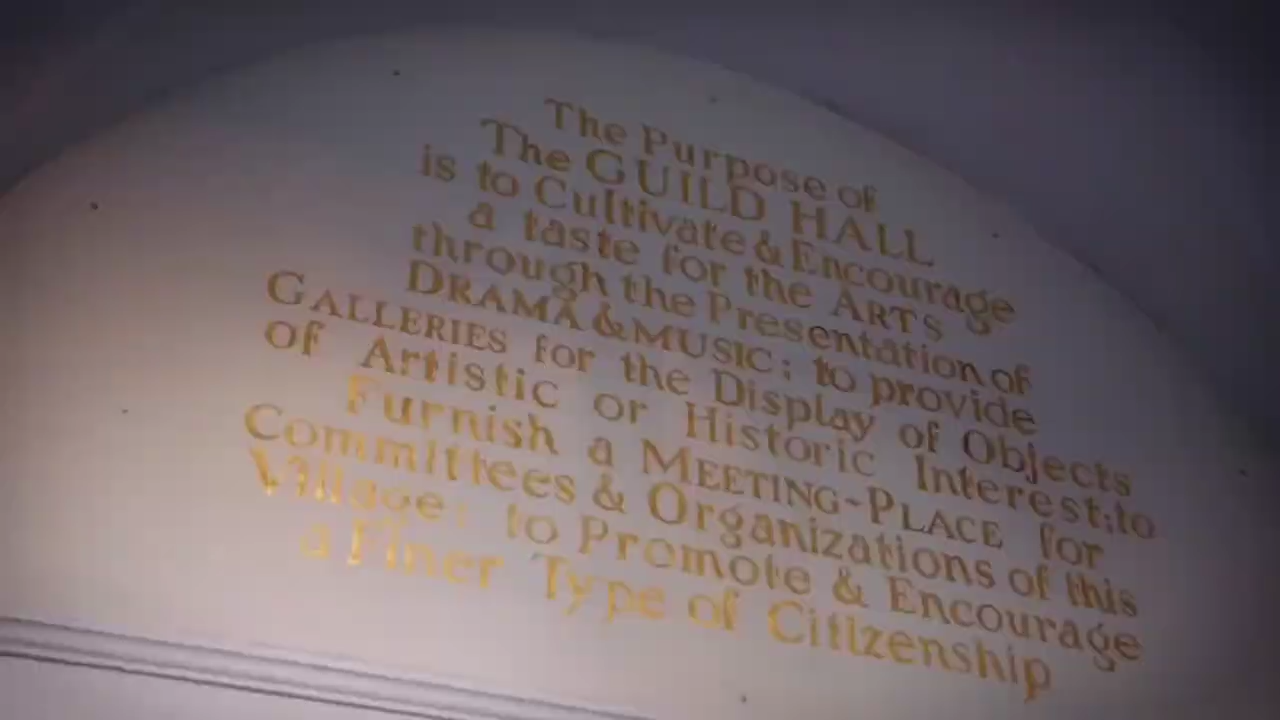 The Purpose of
The GUILD HALL
is to Cultivate & Encourage
a taste for the ARTS
through the Presentation of
DRAMA & MUSIC; to provide
GALLERIES for the Display of Objects
of Artistic or Historic Interest; to
Furnish a MEETING-PLACE for
Committees & Organizations of this
Village: to Promote & Encourage
a Finer Type of Citizenship